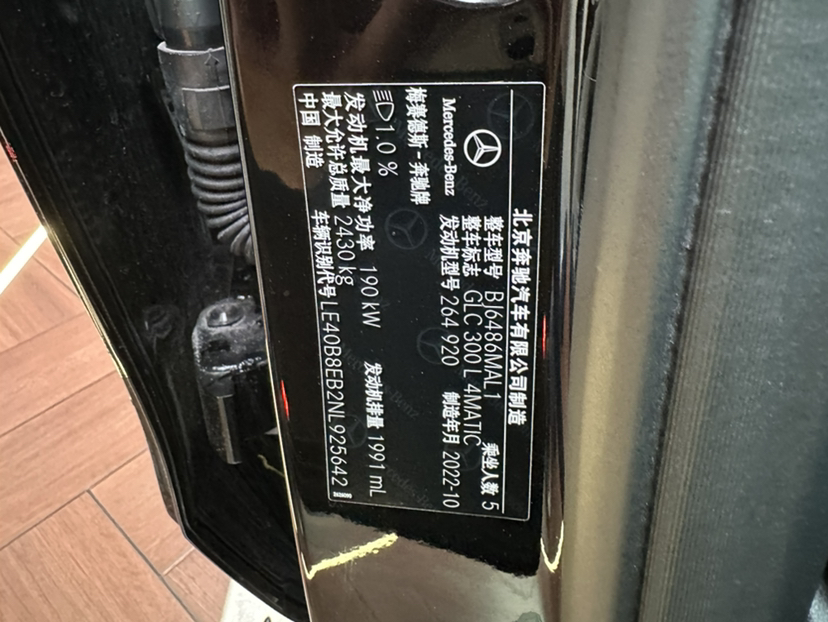 北京奔驰汽车有限公司制造
Mercedes-Benz
梅赛德斯-奔驰牌
整车型号 BJ6486MAL1
整车标志 GLC 300 L 4MATIC 乘坐人数 5
发动机型号 264 920 制造年月 2022-10
1.0 %
发动机最大净功率 190 kW 发动机排量 1991 mL
最大允许总质量 2430 kg
中国 制造 车辆识别代号 LE40B8EB2NL925642